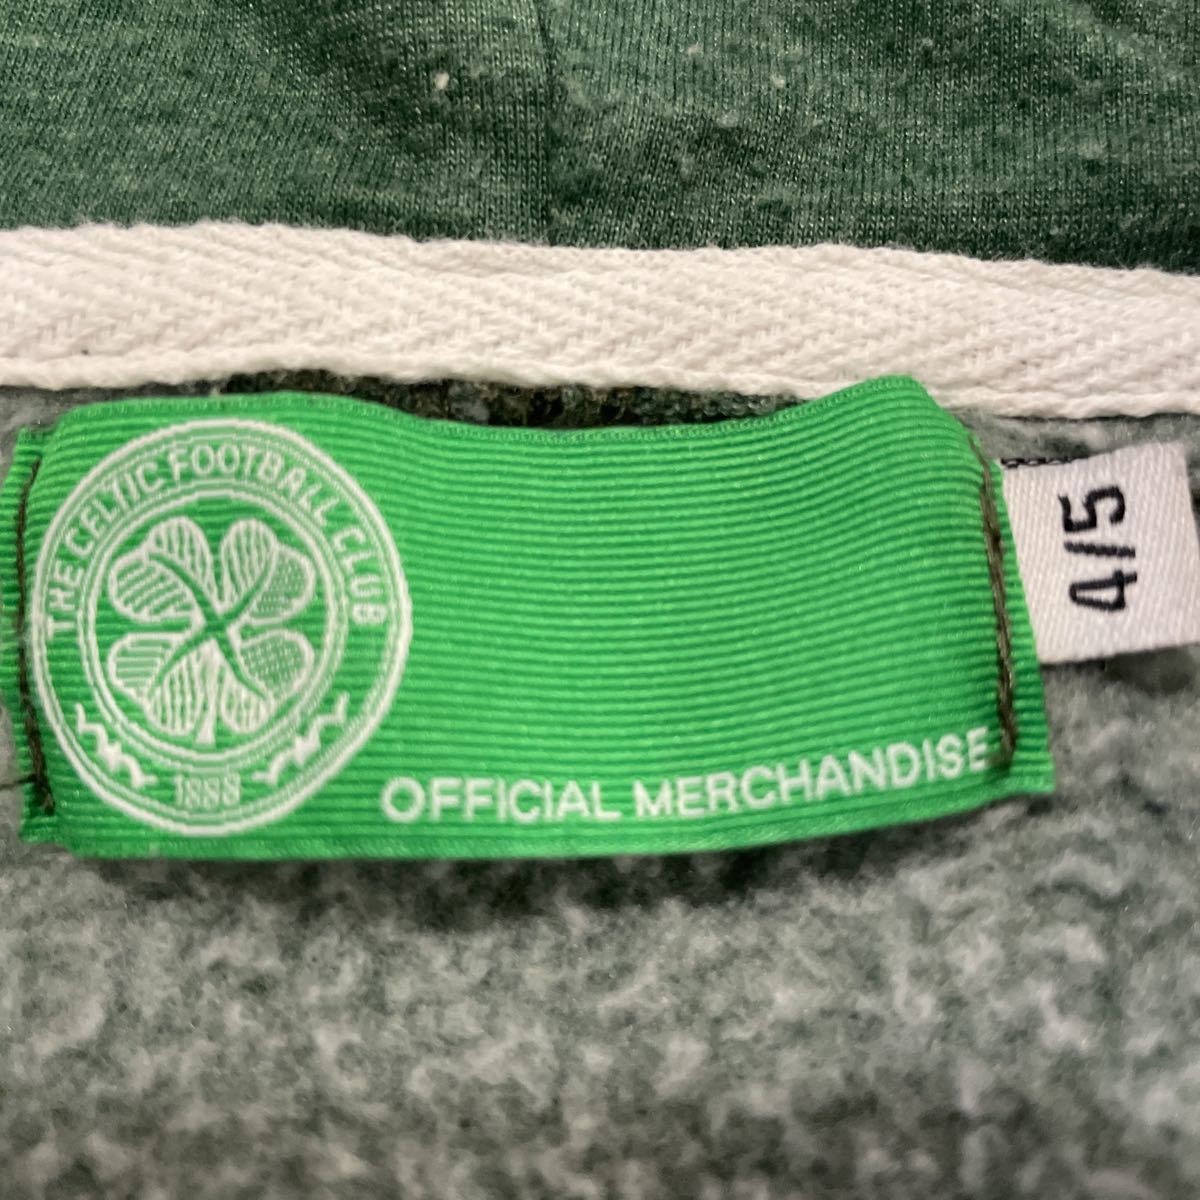 THE CELTIC FOOTBALL CLUB
1888
OFFICIAL MERCHANDISE
4/5